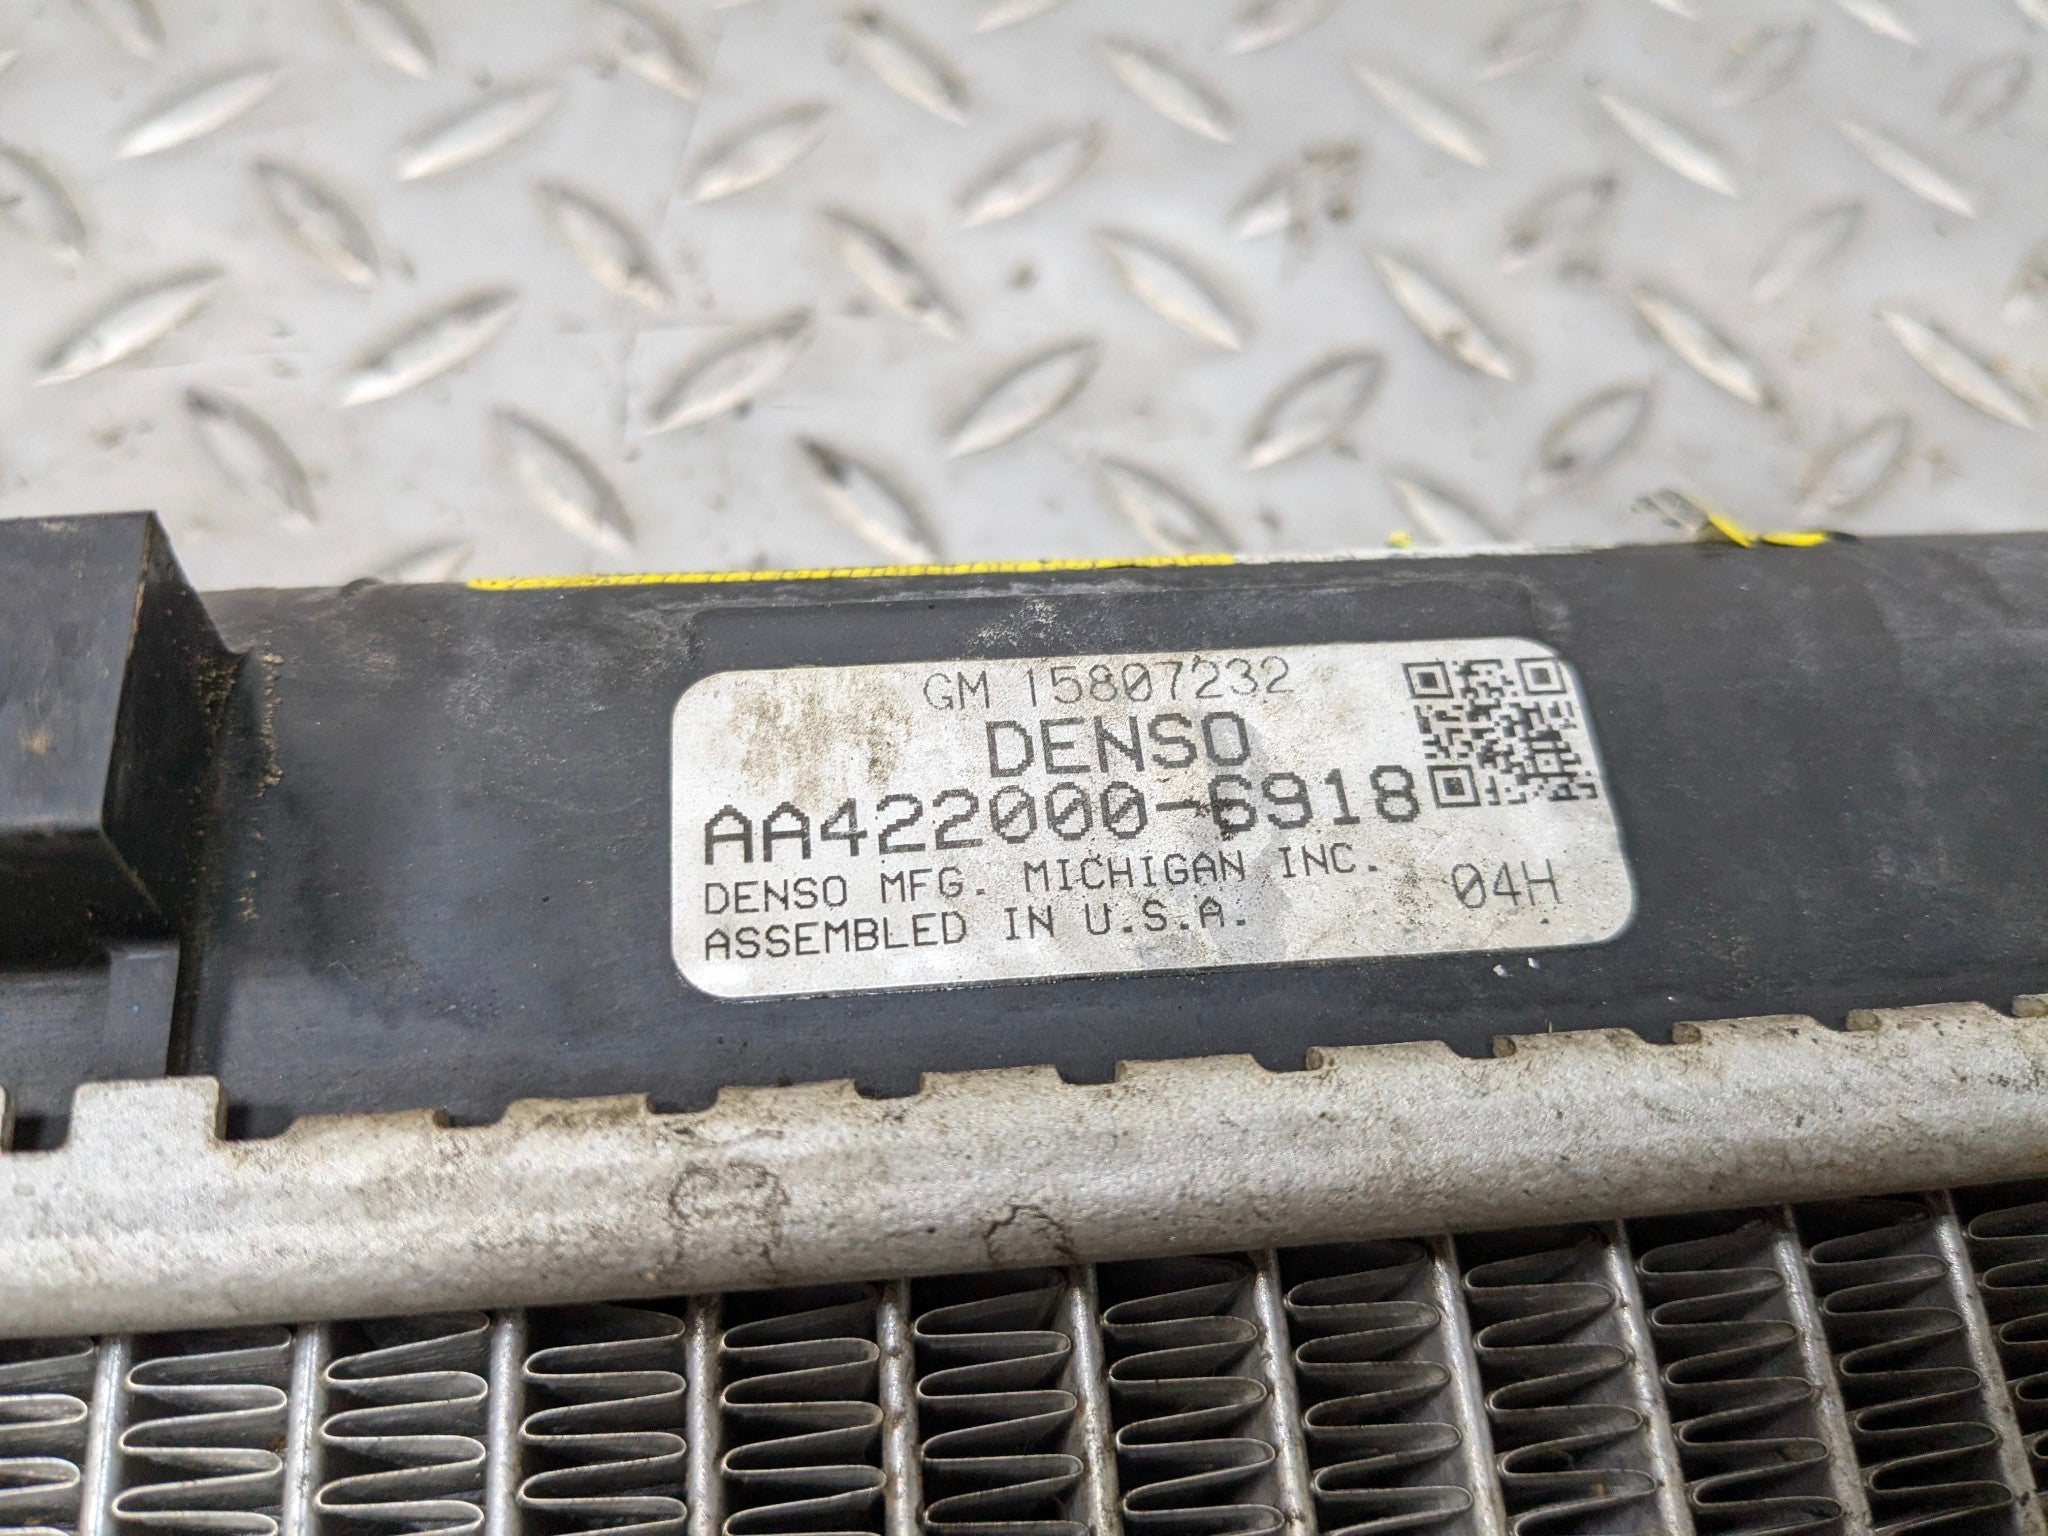 GM 15807232
DENSO
AA422000-6918
DENSO MFG. MICHIGAN INC.
ASSEMBLED IN U.S.A.
04H